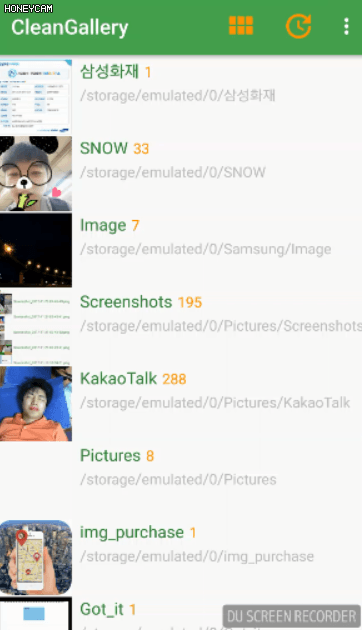 HONEYCAM
CleanGallery
삼성화재 1
/storage/emulated/0/삼성화재
SNOW 33
/storage/emulated/0/SNOW
Image 7
/storage/emulated/0/Samsung/Image
Screenshots 195
/storage/emulated/0/Pictures/Screenshots
KakaoTalk 288
/storage/emulated/0/Pictures/KakaoTalk
Pictures 8
/storage/emulated/0/Pictures
img_purchase 1
/storage/emulated/0/img_purchase
Got_it 1
DU SCREEN RECORDER